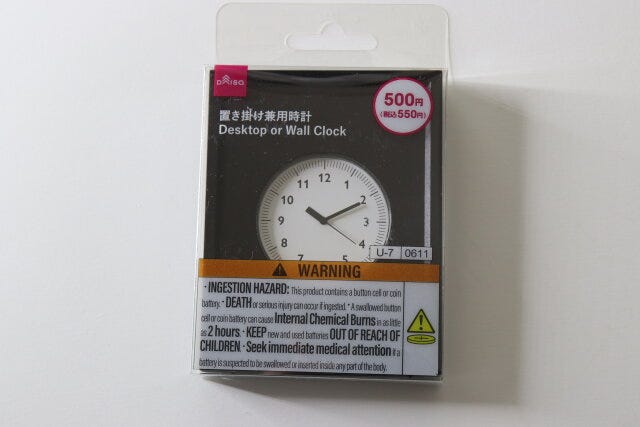 DAISO
500円
(税込550円)
置き掛け兼用時計
Desktop or Wall Clock
12
11 1
10 2
9 3
8 4
7 5
U-7 0611
WARNING
· INGESTION HAZARD: This product contains a button cell or coin
battery. * DEATH or serious injury can occur if ingested. * A swallowed button
cell or coin battery can cause Internal Chemical Burns in as little
as 2 hours · KEEP new and used batteries OUT OF REACH OF
CHILDREN · Seek immediate medical attention if a
battery is suspected to be swallowed or inserted inside any part of the body.